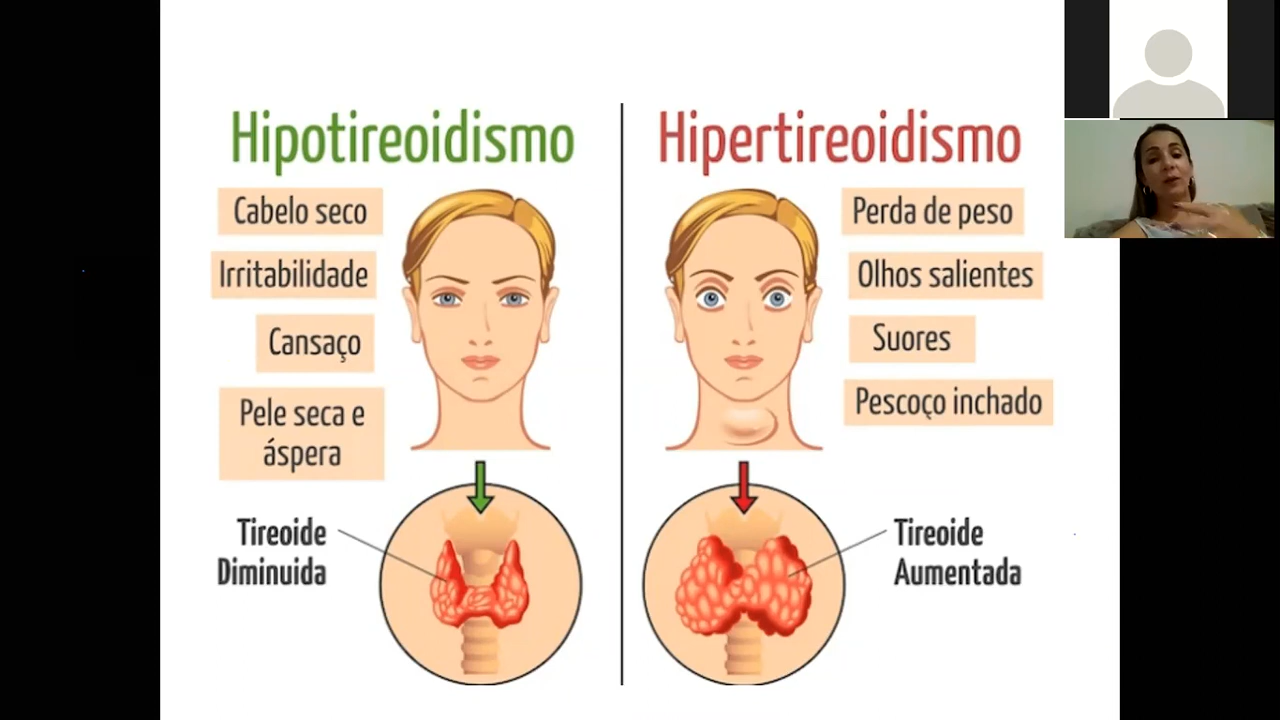 Hipotireoidismo
Cabelo seco
Irritabilidade
Cansaço
Pele seca e
áspera
Tireoide
Diminuida
Hipertireoidismo
Perda de peso
Olhos salientes
Suores
Pescoço inchado
Tireoide
Aumentada